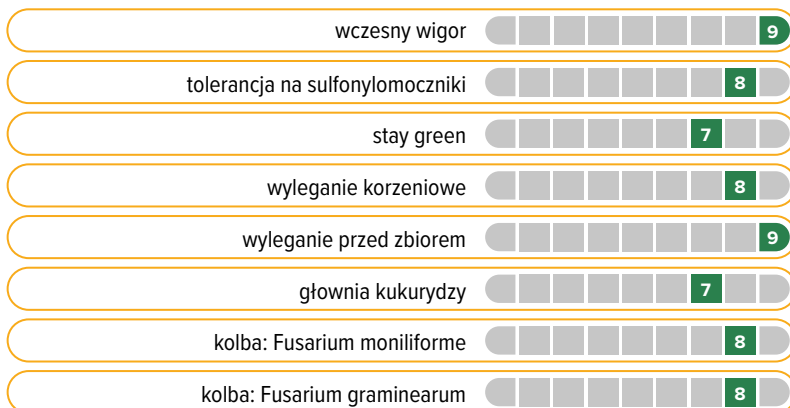 wczesny wigor 9
tolerancja na sulfonylomoczniki 8
stay green 7
wyleganie korzeniowe 8
wyleganie przed zbiorem 9
głownia kukurydzy 7
kolba: Fusarium moniliforme 8
kolba: Fusarium graminearum 8